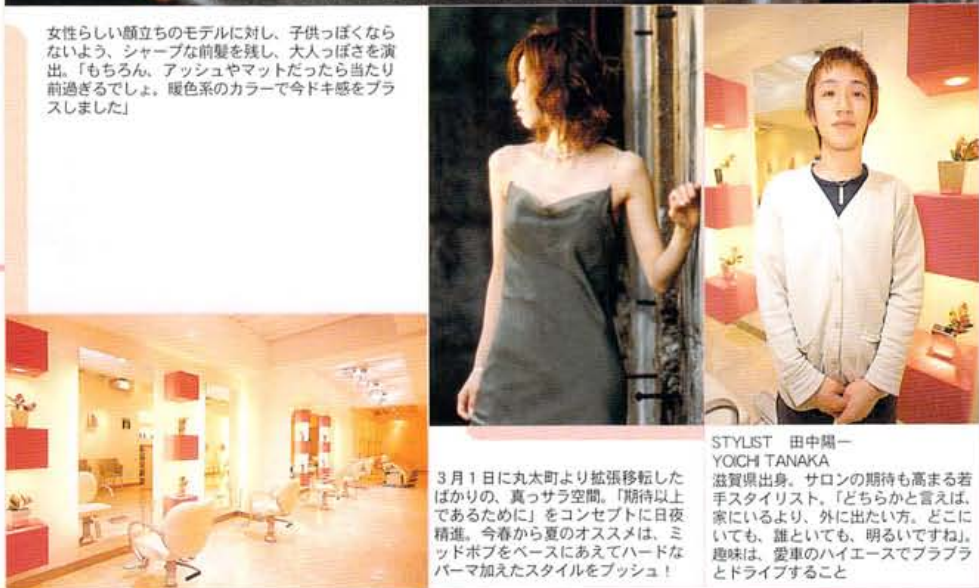 女性らしい顔立ちのモデルに対し、子供っぽくなら
ないよう、シャープな前髪を残し、大人っぽさを演
出。「もちろん、アッシュやマットだったら当たり
前過ぎるでしょ。暖色系のカラーで今ドキ感をプラ
スしました」
3月1日に丸太町より拡張移転した
ばかりの、真っサラ空間。「期待以上
であるために」をコンセプトに日夜
精進。今春から夏のオススメは、ミ
ッドボブをベースにあえてハードな
パーマ加えたスタイルをプッシュ！
STYLIST　田中陽一
YOICHI TANAKA
滋賀県出身。サロンの期待も高まる若
手スタイリスト。「どちらかと言えば、
家にいるより、外に出たい方。どこに
いても、誰といても、明るいですね」。
趣味は、愛車のハイエースでブラブラ
とドライブすること